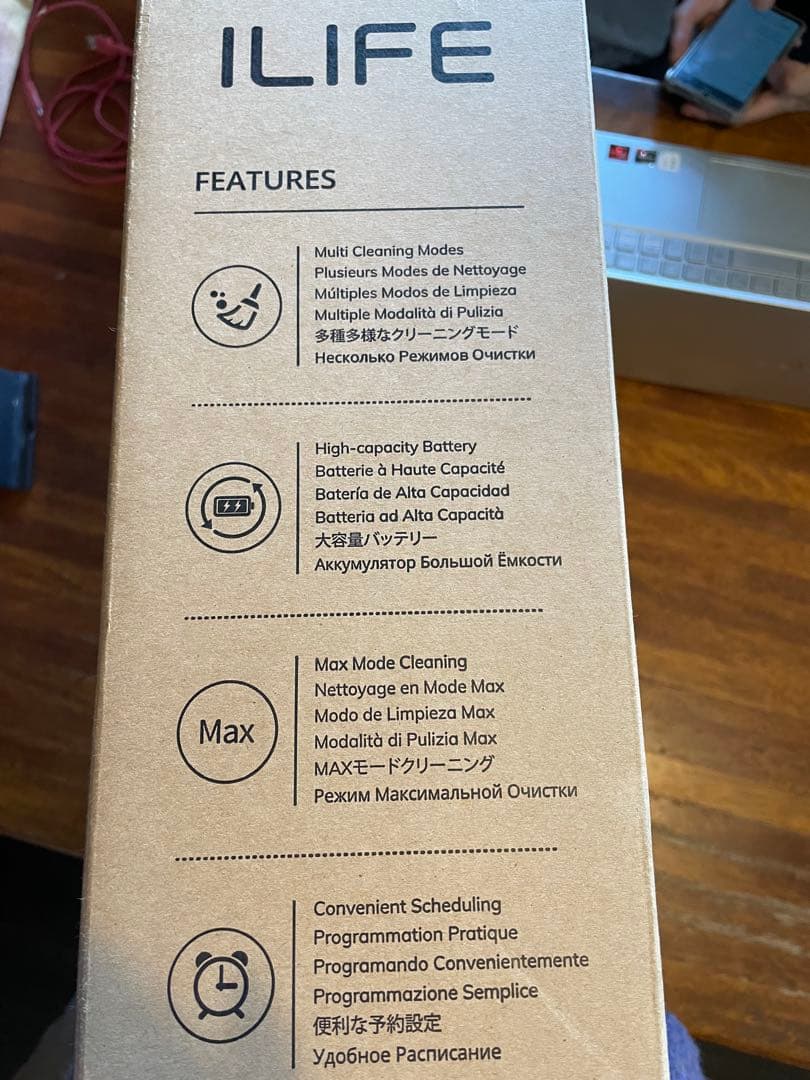 ILIFE
FEATURES
Multi Cleaning Modes
Plusieurs Modes de Nettoyage
Múltiples Modos de Limpieza
Multiple Modalità di Pulizia
多種多様なクリーニングモード
Несколько Режимов Очистки
High-capacity Battery
Batterie à Haute Capacité
Batería de Alta Capacidad
Batteria ad Alta Capacità
大容量バッテリー
Аккумулятор Большой Ёмкости
Max
Max Mode Cleaning
Nettoyage en Mode Max
Modo de Limpieza Max
Modalità di Pulizia Max
MAXモードクリーニング
Режим Максимальной Очистки
Convenient Scheduling
Programmation Pratique
Programando Convenientemente
Programmazione Semplice
便利な予約設定
Удобное Расписание